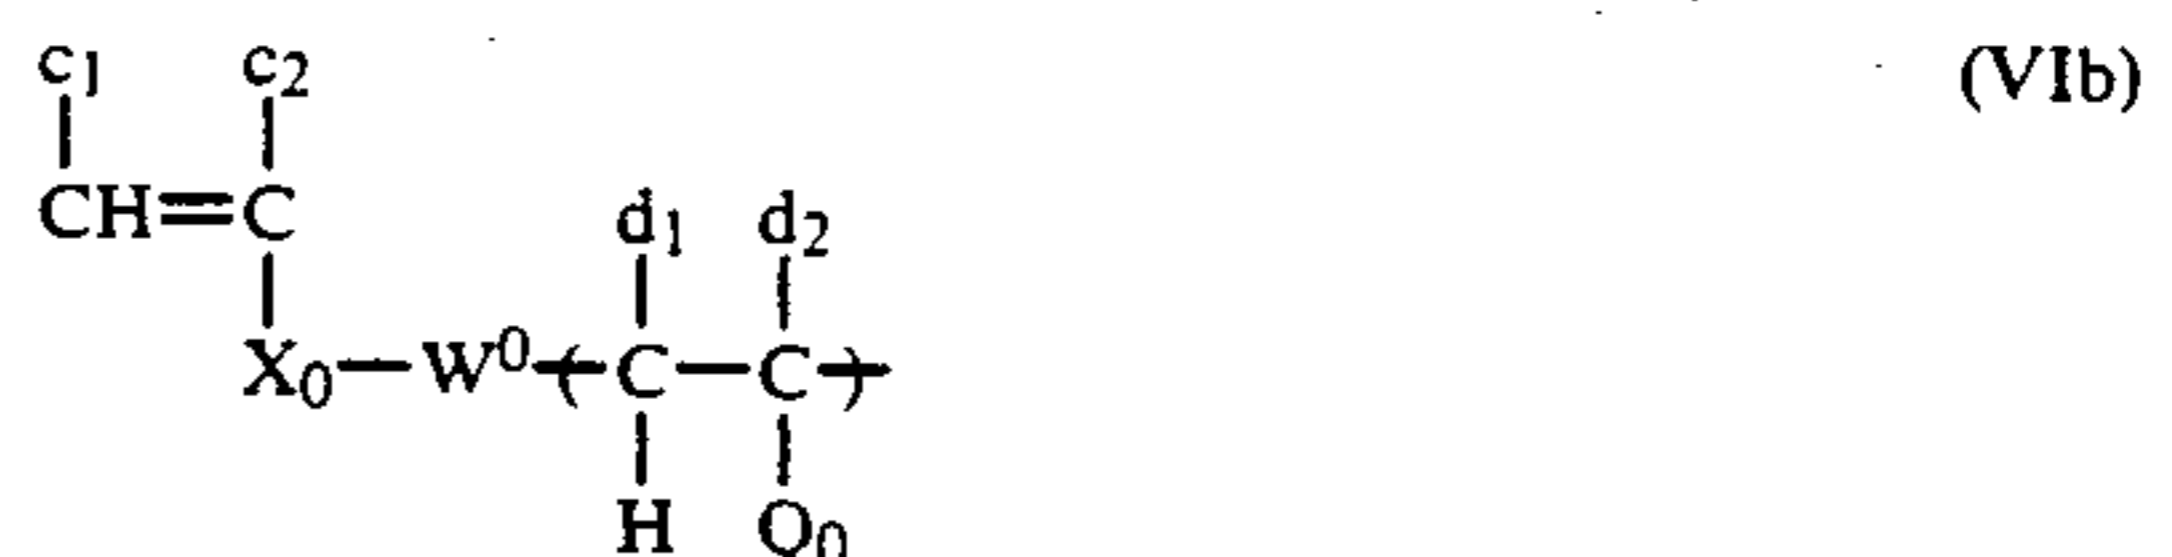 c1 c2 (VIb)
CH=C d1 d2
X0—W0—(C—C)—
H Q0